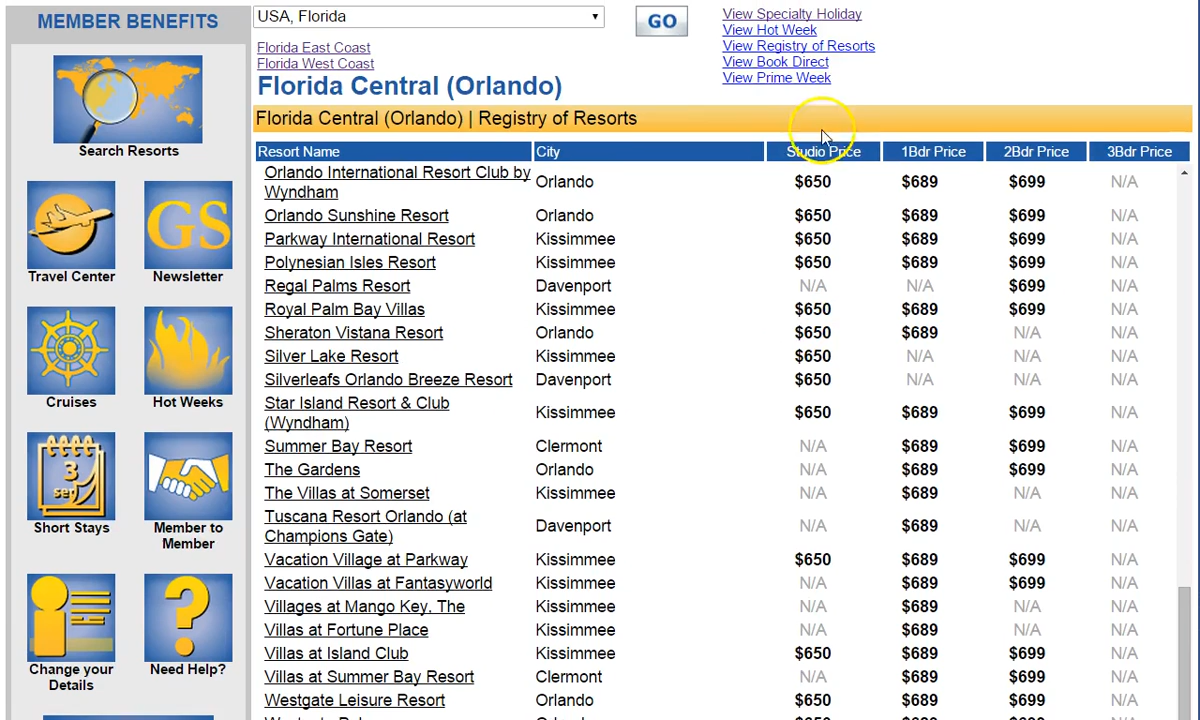 MEMBER BENEFITS
Search Resorts
Travel Center
GS
Newsletter
Cruises
Hot Weeks
3
sep
Short Stays
Member to
Member
Change your
Details
?
Need Help?
USA, Florida
GO
View Specialty Holiday
View Hot Week
View Registry of Resorts
View Book Direct
View Prime Week
Florida East Coast
Florida West Coast
Florida Central (Orlando)
Florida Central (Orlando) | Registry of Resorts
Resort Name City Studio Price 1Bdr Price 2Bdr Price 3Bdr Price
Orlando International Resort Club by
Wyndham Orlando $650 $689 $699 N/A
Orlando Sunshine Resort Orlando $650 $689 $699 N/A
Parkway International Resort Kissimmee $650 $689 $699 N/A
Polynesian Isles Resort Kissimmee $650 $689 $699 N/A
Regal Palms Resort Davenport N/A N/A $699 N/A
Royal Palm Bay Villas Kissimmee $650 $689 $699 N/A
Sheraton Vistana Resort Orlando $650 $689 N/A N/A
Silver Lake Resort Kissimmee $650 N/A N/A N/A
Silverleafs Orlando Breeze Resort Davenport $650 N/A N/A N/A
Star Island Resort & Club
(Wyndham) Kissimmee $650 $689 $699 N/A
Summer Bay Resort Clermont N/A $689 $699 N/A
The Gardens Orlando N/A $689 $699 N/A
The Villas at Somerset Kissimmee N/A $689 N/A N/A
Tuscana Resort Orlando (at
Champions Gate) Davenport N/A $689 N/A N/A
Vacation Village at Parkway Kissimmee $650 $689 $699 N/A
Vacation Villas at Fantasyworld Kissimmee N/A $689 $699 N/A
Villages at Mango Key, The Kissimmee N/A $689 N/A N/A
Villas at Fortune Place Kissimmee N/A $689 N/A N/A
Villas at Island Club Kissimmee $650 $689 $699 N/A
Villas at Summer Bay Resort Clermont N/A $689 $699 N/A
Westgate Leisure Resort Orlando $650 $689 $699 N/A